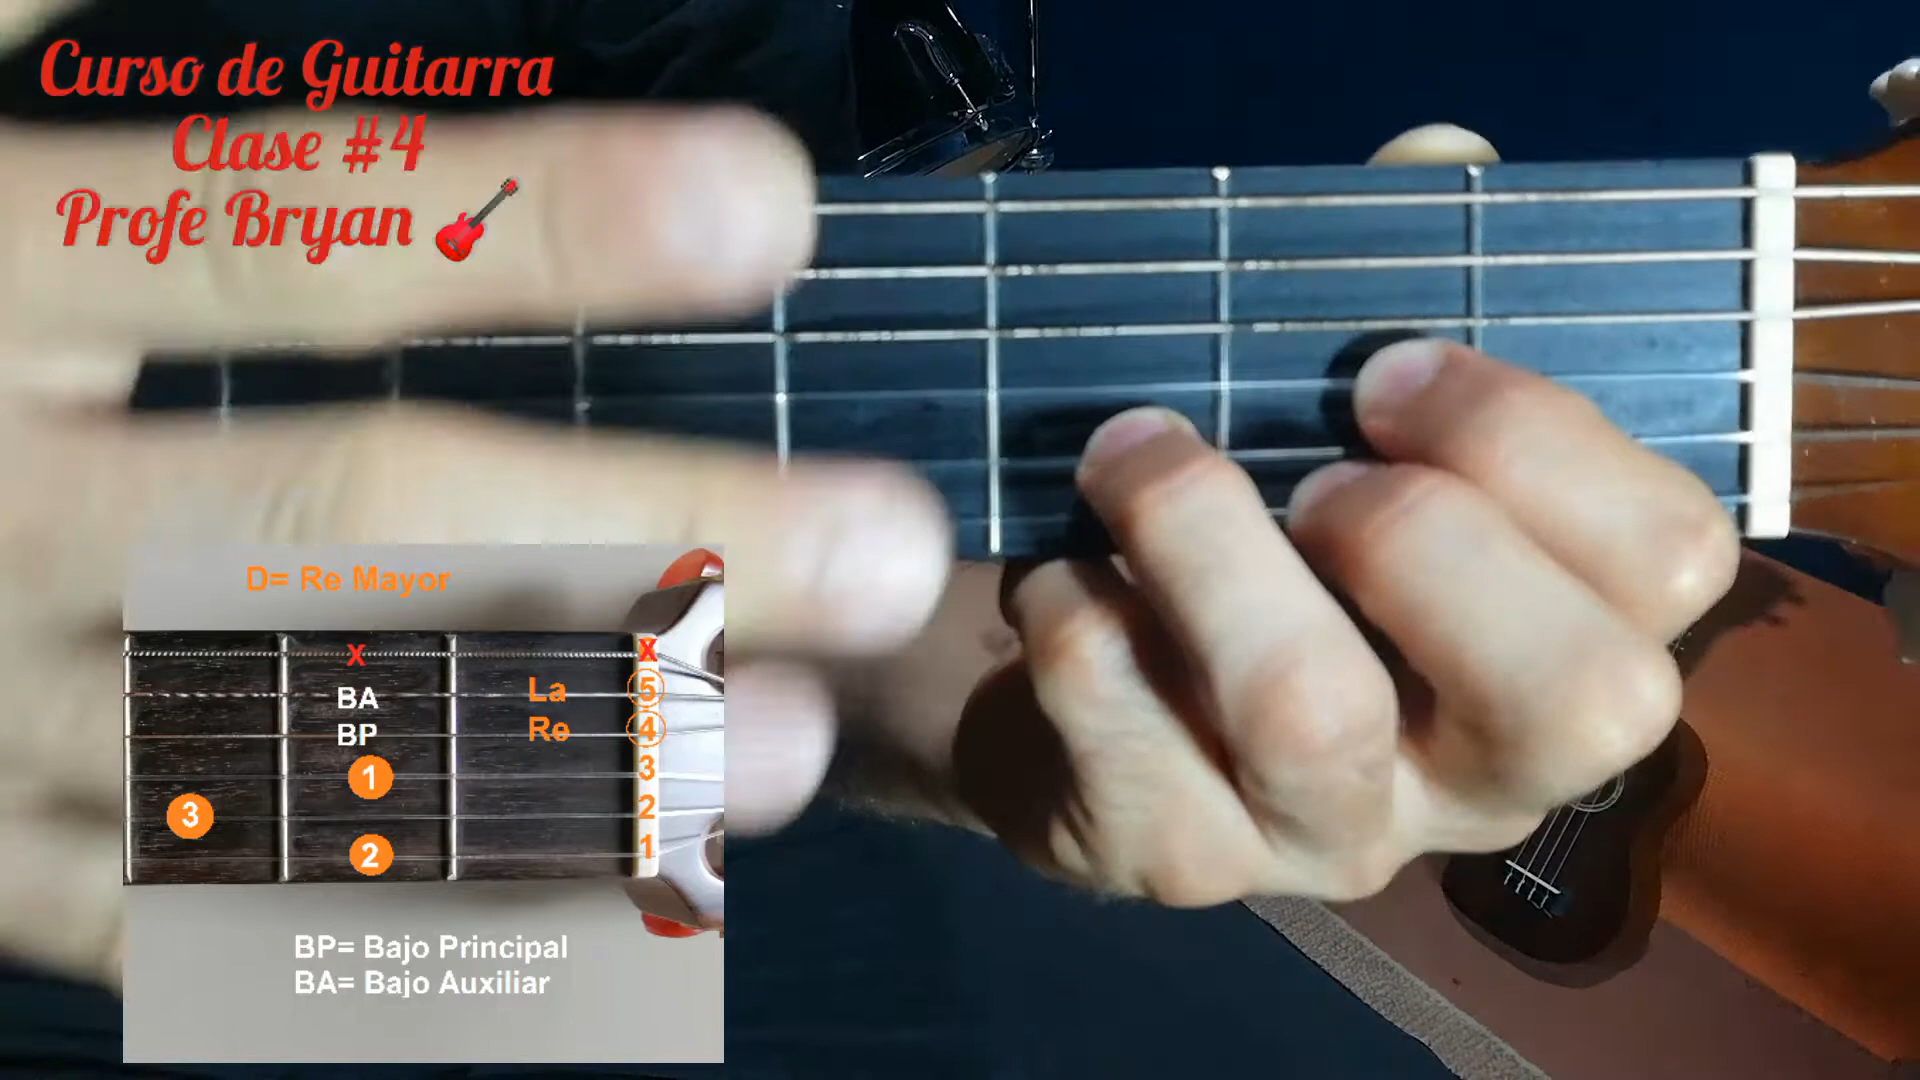 Curso de Guitarra
Clase #4
Profe Bryan
D= Re Mayor
X X
BA La 5
BP Re 4
1 3
3 2
2 1
BP= Bajo Principal
BA= Bajo Auxiliar